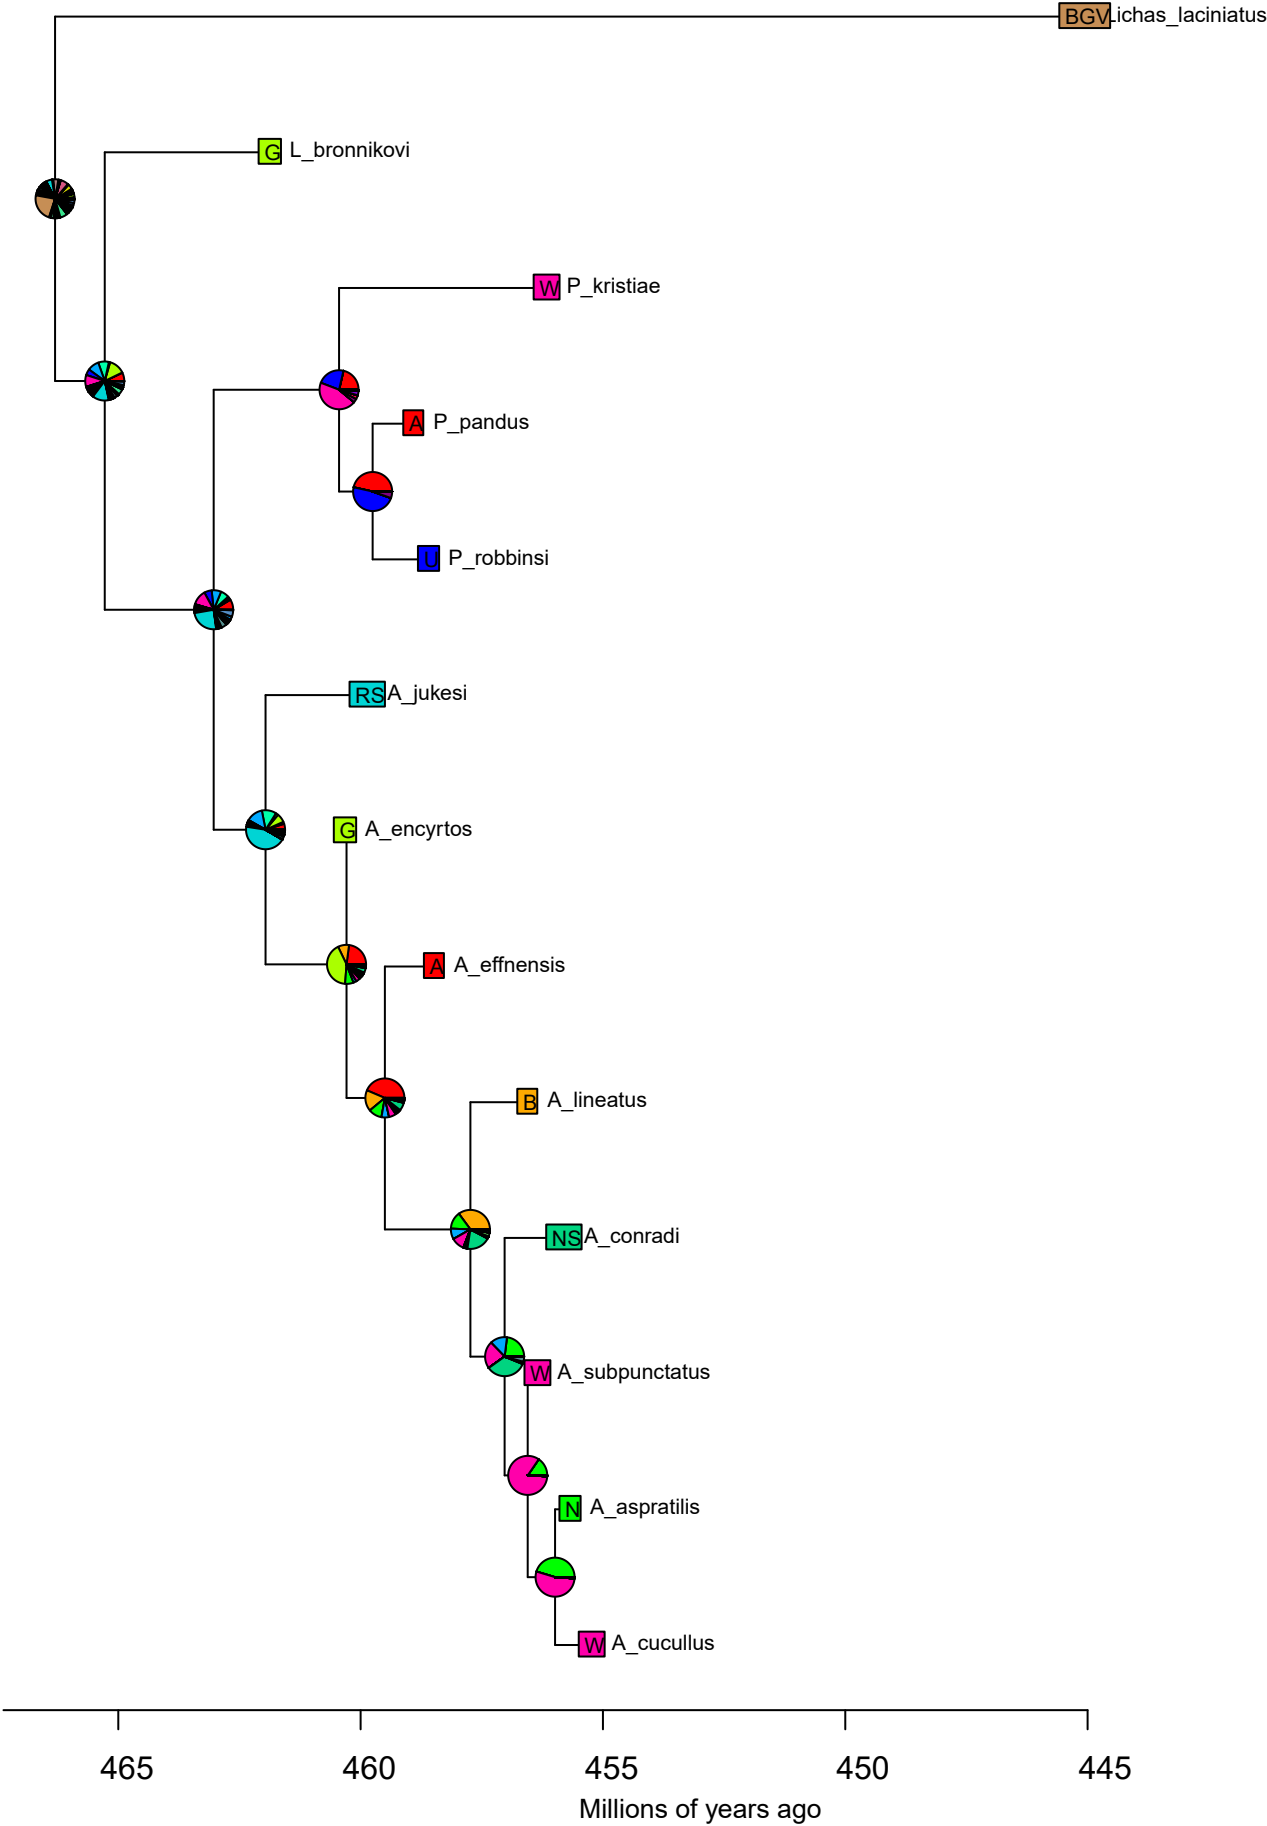 BGV Lichas_laciniatus
G L_bronnikovi
W P_kristiae
A P_pandus
U P_robbinsi
RS A_jukesi
G A_encyrtos
A A_effnensis
B A_lineatus
NS A_conradi
W A_subpunctatus
N A_aspratilis
W A_cucullus
465 460 455 450 445
Millions of years ago